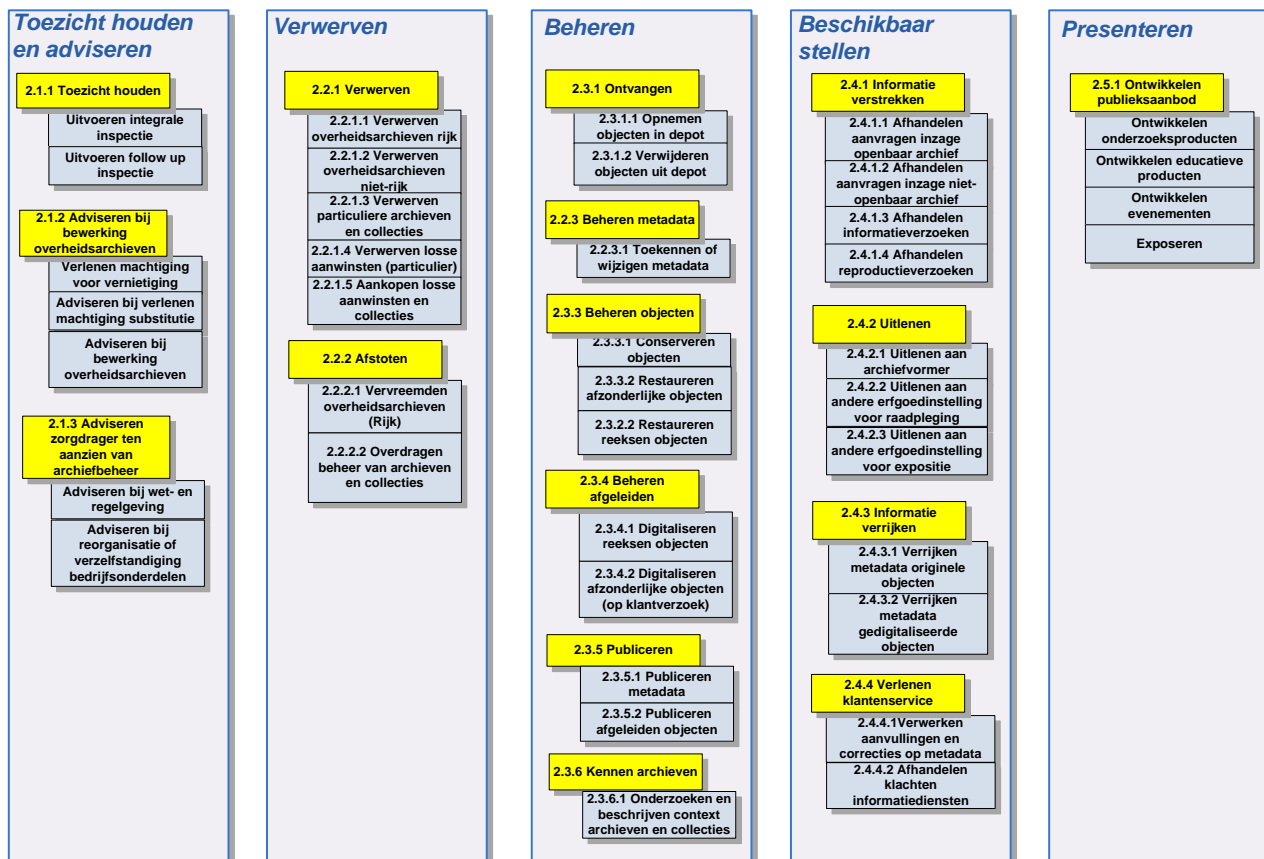 Toezicht houden
en adviseren
2.1.1 Toezicht houden
Uitvoeren integrale
inspectie
Uitvoeren follow up
inspectie
2.1.2 Adviseren bij
bewerking
overheidsarchieven
Verlenen machtiging
voor vernietiging
Adviseren bij verlenen
machtiging substitutie
Adviseren bij
bewerking
overheidsarchieven
2.1.3 Adviseren
zorgdrager ten
aanzien van
archiefbeheer
Adviseren bij wet- en
regelgeving
Adviseren bij
reorganisatie of
verzelfstandiging
bedrijfsonderdelen
Verwerven
2.2.1 Verwerven
2.2.1.1 Verwerven
overheidsarchieven rijk
2.2.1.2 Verwerven
overheidsarchieven
niet-rijk
2.2.1.3 Verwerven
particuliere archieven
en collecties
2.2.1.4 Verwerven losse
aanwinsten (particulier)
2.2.1.5 Aankopen losse
aanwinsten en
collecties
2.2.2 Afstoten
2.2.2.1 Vervreemden
overheidsarchieven
(Rijk)
2.2.2.2 Overdragen
beheer van archieven
en collecties
Beheren
2.3.1 Ontvangen
2.3.1.1 Opnemen
objecten in depot
2.3.1.2 Verwijderen
objecten uit depot
2.2.3 Beheren metadata
2.2.3.1 Toekennen of
wijzigen metadata
2.3.3 Beheren objecten
2.3.3.1 Conserveren
objecten
2.3.3.2 Restaureren
afzonderlijke objecten
2.3.2.2 Restaureren
reeksen objecten
2.3.4 Beheren
afgeleiden
2.3.4.1 Digitaliseren
reeksen objecten
2.3.4.2 Digitaliseren
afzonderlijke objecten
(op klantverzoek)
2.3.5 Publiceren
2.3.5.1 Publiceren
metadata
2.3.5.2 Publiceren
afgeleiden objecten
2.3.6 Kennen archieven
2.3.6.1 Onderzoeken en
beschrijven context
archieven en collecties
Beschikbaar
stellen
2.4.1 Informatie
verstrekken
2.4.1.1 Afhandelen
aanvragen inzage
openbaar archief
2.4.1.2 Afhandelen
aanvragen inzage niet-
openbaar archief
2.4.1.3 Afhandelen
informatieverzoeken
2.4.1.4 Afhandelen
reproductieverzoeken
2.4.2 Uitlenen
2.4.2.1 Uitlenen aan
archiefvormer
2.4.2.2 Uitlenen aan
andere erfgoedinstelling
voor raadpleging
2.4.2.3 Uitlenen aan
andere erfgoedinstelling
voor expositie
2.4.3 Informatie
verrijken
2.4.3.1 Verrijken
metadata originele
objecten
2.4.3.2 Verrijken
metadata
gedigitaliseerde
objecten
2.4.4 Verlenen
klantenservice
2.4.4.1Verwerken
aanvullingen en
correcties op metadata
2.4.4.2 Afhandelen
klachten
informatiediensten
Presenteren
2.5.1 Ontwikkelen
publieksaanbod
Ontwikkelen
onderzoeksproducten
Ontwikkelen educatieve
producten
Ontwikkelen
evenementen
Exposeren